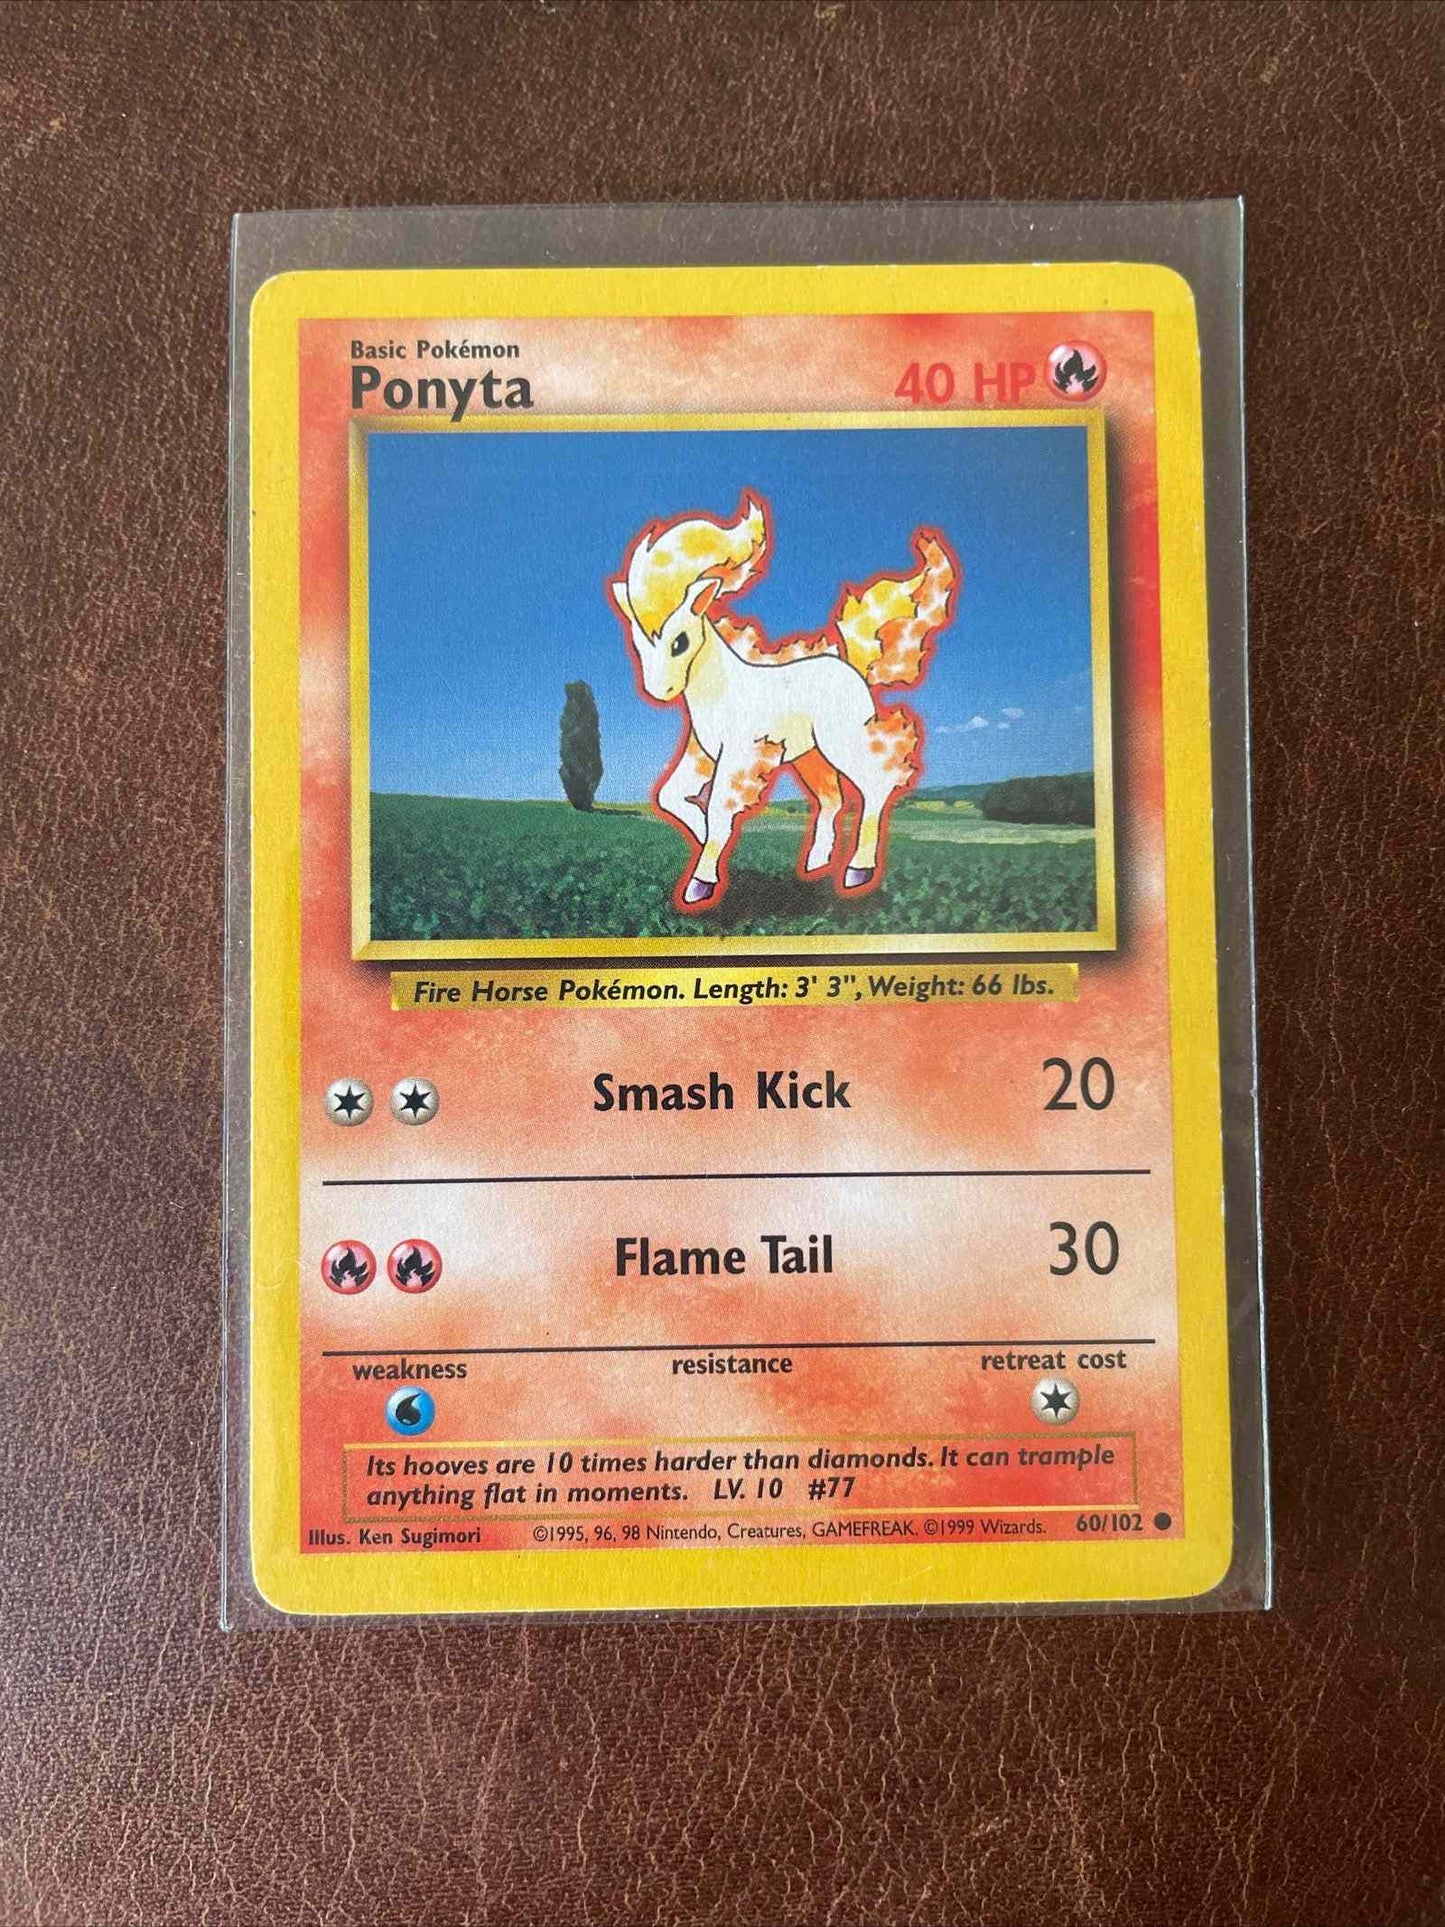 Basic Pokémon
Ponyta 40 HP
Fire Horse Pokémon. Length: 3' 3", Weight: 66 lbs.
Smash Kick 20
Flame Tail 30
weakness resistance retreat cost
Its hooves are 10 times harder than diamonds. It can trample
anything flat in moments. LV. 10 #77
Illus. Ken Sugimori ©1995, 96, 98 Nintendo, Creatures, GAMEFREAK. ©1999 Wizards. 60/102